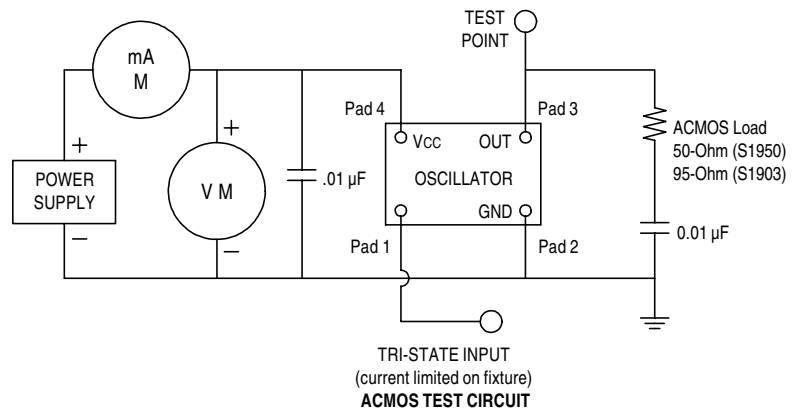 TEST
POINT
mA
M
Pad 4
Pad 3
+
+
VCC
OUT
ACMOS Load
50-Ohm (S1950)
95-Ohm (S1903)
POWER
SUPPLY
V M
.01 µF
OSCILLATOR
GND
−
−
Pad 1
Pad 2
0.01 µF
TRI-STATE INPUT
(current limited on fixture)
ACMOS TEST CIRCUIT